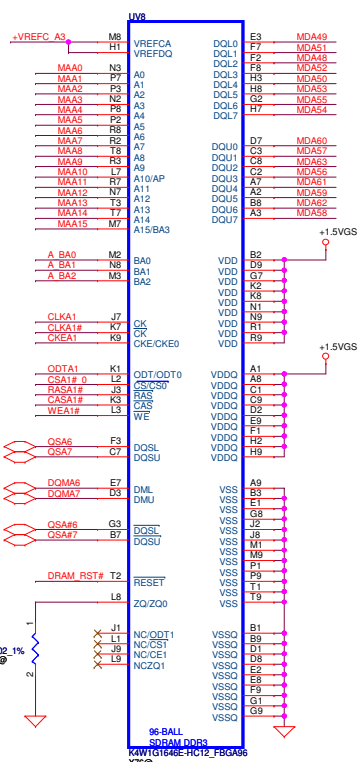 UV8
+VREFC_A3 M8 VREFCA DQL0 E3 MDA49
H1 VREFDQ DQL1 F7 MDA51
DQL2 F2 MDA48
MAA0 N3 A0 DQL3 F8 MDA52
MAA1 P7 A1 DQL4 H3 MDA50
MAA2 P3 A2 DQL5 H8 MDA53
MAA3 N2 A3 DQL6 G2 MDA55
MAA4 P8 A4 DQL7 H7 MDA54
MAA5 P2 A5
MAA6 R8 A6
MAA7 R2 A7 DQU0 D7 MDA60
MAA8 T8 A8 DQU1 C3 MDA57
MAA9 R3 A9 DQU2 C8 MDA63
MAA10 L7 A10/AP DQU3 C2 MDA56
MAA11 R7 A11 DQU4 A7 MDA61
MAA12 N7 A12 DQU5 A2 MDA59
MAA13 T3 A13 DQU6 B8 MDA62
MAA14 T7 A14 DQU7 A3 MDA58
MAA15 M7 A15/BA3
+1.5VGS
A_BA0 M2 BA0 VDD B2
A_BA1 N8 BA1 VDD D9
A_BA2 M3 BA2 VDD G7
VDD K2
VDD K8
VDD N1
CLKA1 J7 CK VDD N9
CLKA1# K7 CK VDD R1
CKEA1 K9 CKE/CKE0 VDD R9
+1.5VGS
ODTA1 K1 ODT/ODT0 VDDQ A1
CSA1#_0 L2 CS/CS0 VDDQ A8
RASA1# J3 RAS VDDQ C1
CASA1# K3 CAS VDDQ C9
WEA1# L3 WE VDDQ D2
VDDQ E9
VDDQ F1
QSA6 F3 DQSL VDDQ H2
QSA7 C7 DQSU VDDQ H9
DQMA6 E7 DML VSS A9
DQMA7 D3 DMU VSS B3
VSS E1
VSS G8
QSA#6 G3 DQSL VSS J2
QSA#7 B7 DQSU VSS J8
VSS M1
VSS M9
VSS P1
DRAM_RST# T2 RESET VSS P9
VSS T1
L8 ZQ/ZQ0 VSS T9
1
J1 NC/ODT1 VSSQ B1
L1 NC/CS1 VSSQ B9
J9 NC/CE1 VSSQ D1
L9 NCZQ1 VSSQ D8
02_1%
2
VSSQ E2
VSSQ E8
VSSQ F9
VSSQ G1
VSSQ G9
96-BALL
SDRAM DDR3
K4W1G1646E-HC12_FBGA96